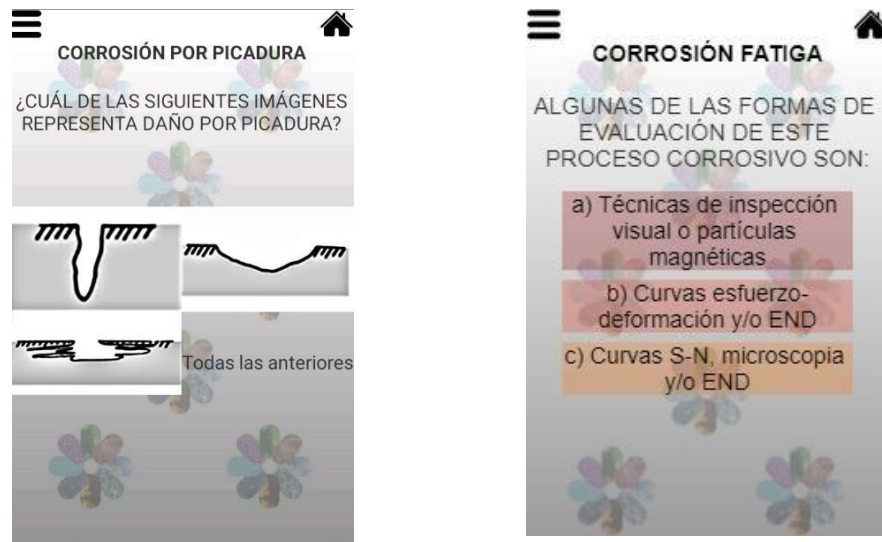 CORROSIÓN POR PICADURA
¿CUÁL DE LAS SIGUIENTES IMÁGENES
REPRESENTA DAÑO POR PICADURA?
Todas las anteriores
CORROSIÓN FATIGA
ALGUNAS DE LAS FORMAS DE
EVALUACIÓN DE ESTE
PROCESO CORROSIVO SON:
a) Técnicas de inspección
visual o partículas
magnéticas
b) Curvas esfuerzo-
deformación y/o END
c) Curvas S-N, microscopia
y/o END